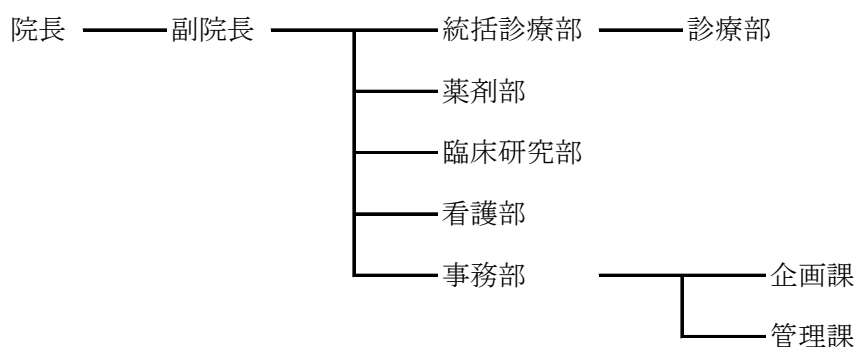 院長 副院長 統括診療部 診療部
薬剤部
臨床研究部
看護部
事務部 企画課
管理課